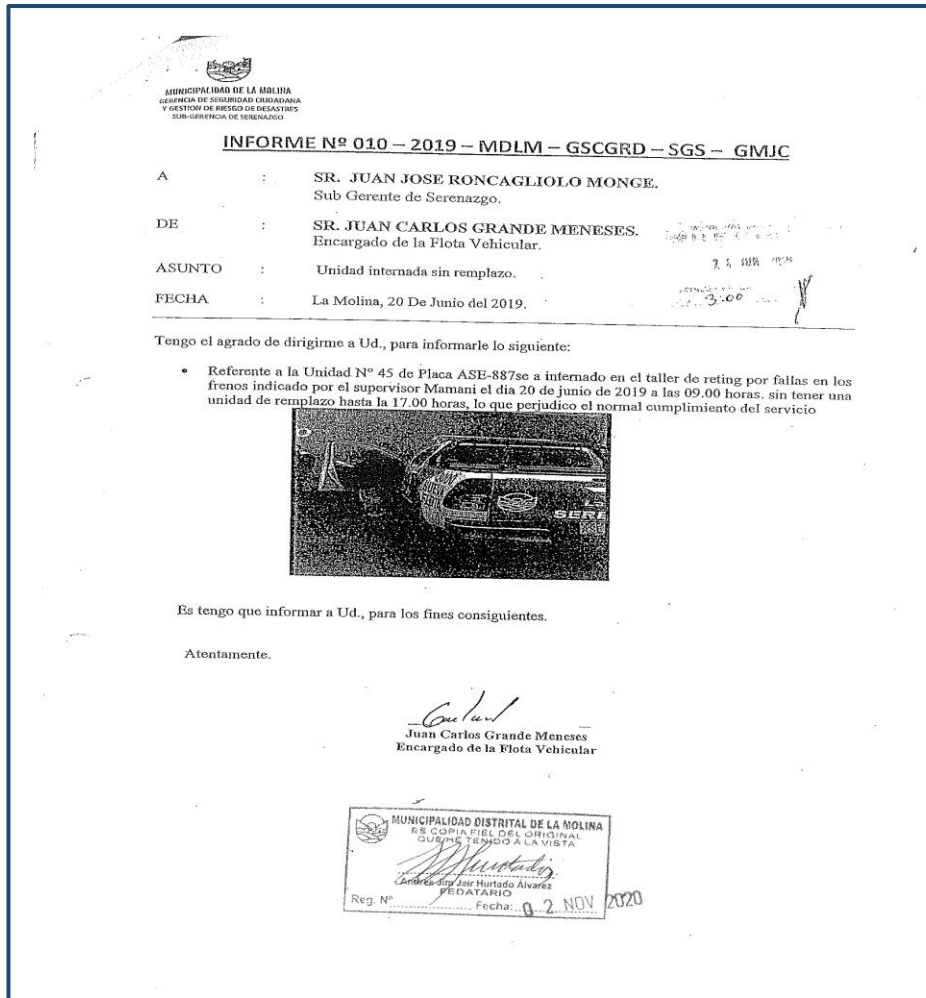 MUNICIPALIDAD DE LA MOLINA
GERENCIA DE SEGURIDAD CIUDADANA
Y GESTION DE RIESGO DE DESASTRES
SUB-GERENCIA DE SERENAZGO
INFORME Nº 010 – 2019 – MDLM – GSCGRD – SGS – GMJC
A : SR. JUAN JOSE RONCAGLIOLO MONGE.
Sub Gerente de Serenazgo.
DE : SR. JUAN CARLOS GRANDE MENESES.
Encargado de la Flota Vehicular.
ASUNTO : Unidad internada sin remplazo.
FECHA : La Molina, 20 De Junio del 2019.
3:00
Tengo el agrado de dirigirme a Ud., para informarle lo siguiente:
• Referente a la Unidad Nº 45 de Placa ASE-887se a internado en el taller de reting por fallas en los
frenos indicado por el supervisor Mamani el dia 20 de junio de 2019 a las 09.00 horas. sin tener una
unidad de remplazo hasta la 17.00 horas, lo que perjudico el normal cumplimiento del servicio
SERE
Es tengo que informar a Ud., para los fines consiguientes.
Atentamente.
Juan Carlos Grande Meneses
Encargado de la Flota Vehicular
MUNICIPALIDAD DISTRITAL DE LA MOLINA
ES COPIA FIEL DEL ORIGINAL
QUE HE TENIDO A LA VISTA
Andrés Jim Jair Hurtado Álvarez
FEDATARIO
Reg. Nº Fecha: 02 NOV 2020